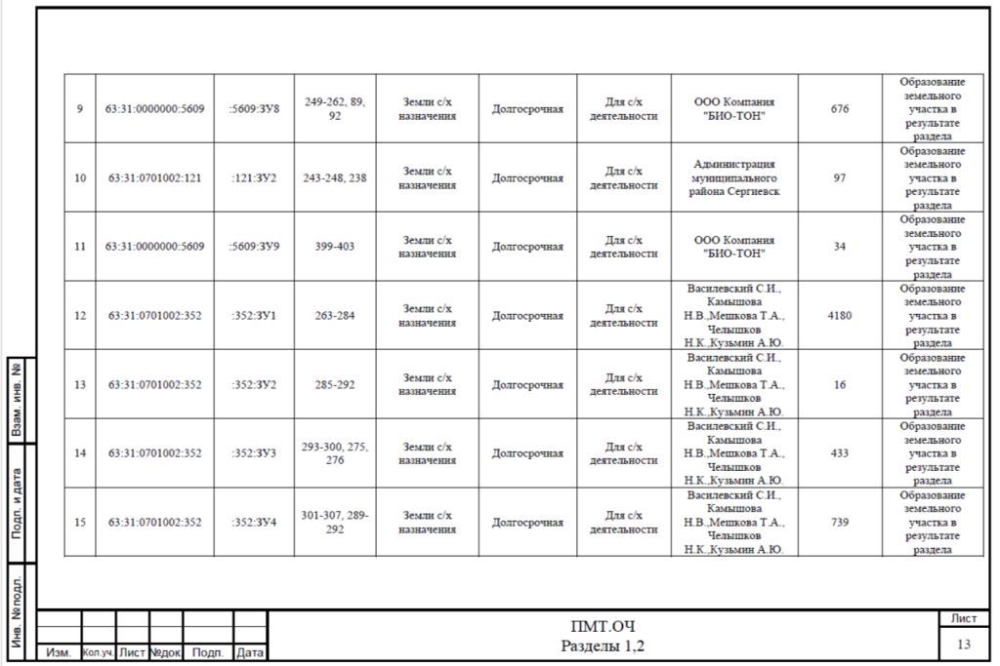 9 63:31:0000000:5609 :5609:ЗУ8 249-262, 89, 92 Земли с/х назначения Долгосрочная Для с/х деятельности ООО Компания "БИО-ТОН" 676 Образование земельного участка в результате раздела
10 63:31:0701002:121 :121:ЗУ2 243-248, 238 Земли с/х назначения Долгосрочная Для с/х деятельности Администрация муниципального района Сергиевск 97 Образование земельного участка в результате раздела
11 63:31:0000000:5609 :5609:ЗУ9 399-403 Земли с/х назначения Долгосрочная Для с/х деятельности ООО Компания "БИО-ТОН" 34 Образование земельного участка в результате раздела
12 63:31:0701002:352 :352:ЗУ1 263-284 Земли с/х назначения Долгосрочная Для с/х деятельности Василевский С.И., Камышова Н.В.,Мешкова Т.А., Челышков Н.К.,Кузьмин А.Ю. 4180 Образование земельного участка в результате раздела
13 63:31:0701002:352 :352:ЗУ2 285-292 Земли с/х назначения Долгосрочная Для с/х деятельности Василевский С.И., Камышова Н.В.,Мешкова Т.А., Челышков Н.К.,Кузьмин А.Ю. 16 Образование земельного участка в результате раздела
14 63:31:0701002:352 :352:ЗУ3 293-300, 275, 276 Земли с/х назначения Долгосрочная Для с/х деятельности Василевский С.И., Камышова Н.В.,Мешкова Т.А., Челышков Н.К.,Кузьмин А.Ю. 433 Образование земельного участка в результате раздела
15 63:31:0701002:352 :352:ЗУ4 301-307, 289-292 Земли с/х назначения Долгосрочная Для с/х деятельности Василевский С.И., Камышова Н.В.,Мешкова Т.А., Челышков Н.К.,Кузьмин А.Ю. 739 Образование земельного участка в результате раздела
Взам. инв. №
Подп. и дата
Инв. №подл.
Изм. Кол.уч. Лист №док. Подп. Дата
ПМТ.ОЧ
Разделы 1,2
Лист
13